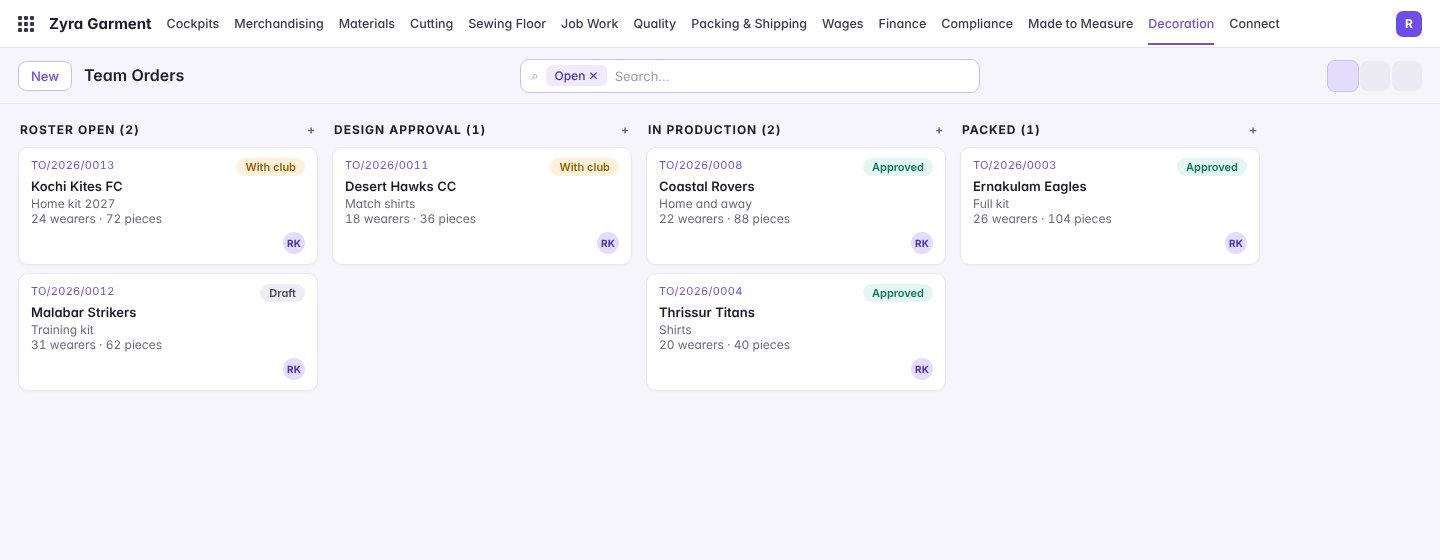 Zyra Garment Cockpits Merchandising Materials Cutting Sewing Floor Job Work Quality Packing & Shipping Wages Finance Compliance Made to Measure Decoration Connect R
New Team Orders Open ✕ Search...
ROSTER OPEN (2) +
TO/2026/0013 With club
Kochi Kites FC
Home kit 2027
24 wearers · 72 pieces
RK
TO/2026/0012 Draft
Malabar Strikers
Training kit
31 wearers · 62 pieces
RK
DESIGN APPROVAL (1) +
TO/2026/0011 With club
Desert Hawks CC
Match shirts
18 wearers · 36 pieces
RK
IN PRODUCTION (2) +
TO/2026/0008 Approved
Coastal Rovers
Home and away
22 wearers · 88 pieces
RK
TO/2026/0004 Approved
Thrissur Titans
Shirts
20 wearers · 40 pieces
RK
PACKED (1) +
TO/2026/0003 Approved
Ernakulam Eagles
Full kit
26 wearers · 104 pieces
RK